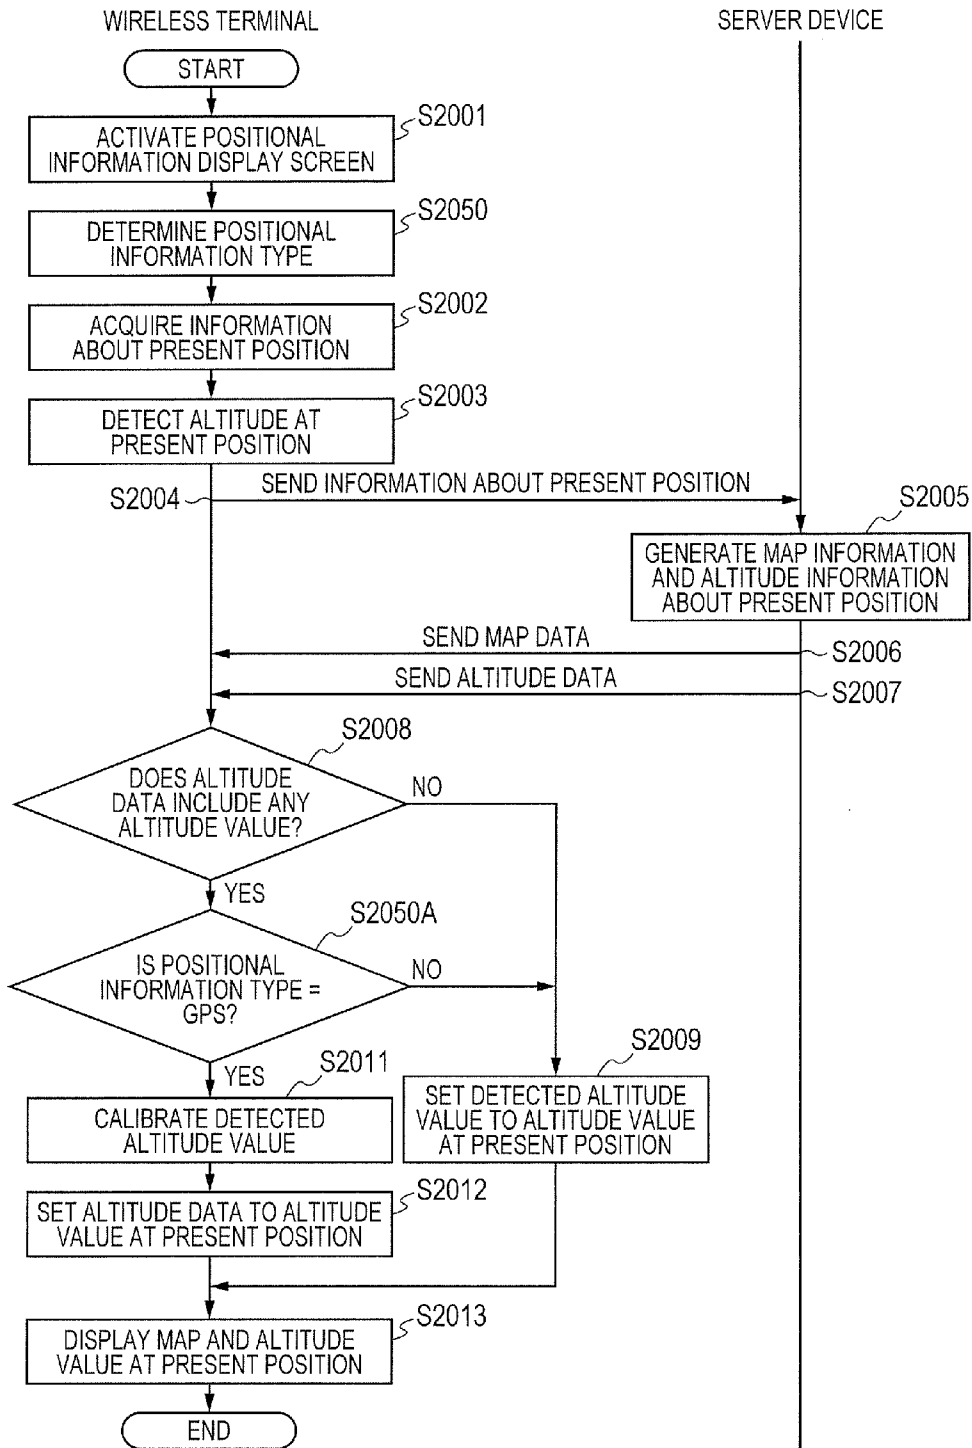 WIRELESS TERMINAL
SERVER DEVICE
START
S2001
ACTIVATE POSITIONAL
INFORMATION DISPLAY SCREEN
S2050
DETERMINE POSITIONAL
INFORMATION TYPE
S2002
ACQUIRE INFORMATION
ABOUT PRESENT POSITION
S2003
DETECT ALTITUDE AT
PRESENT POSITION
SEND INFORMATION ABOUT PRESENT POSITION
S2004
S2005
GENERATE MAP INFORMATION
AND ALTITUDE INFORMATION
ABOUT PRESENT POSITION
SEND MAP DATA
S2006
SEND ALTITUDE DATA
S2007
S2008
DOES ALTITUDE
DATA INCLUDE ANY
ALTITUDE VALUE?
NO
YES
S2050A
IS POSITIONAL
INFORMATION TYPE =
GPS?
NO
YES
S2011
CALIBRATE DETECTED
ALTITUDE VALUE
S2009
SET DETECTED ALTITUDE
VALUE TO ALTITUDE VALUE
AT PRESENT POSITION
S2012
SET ALTITUDE DATA TO ALTITUDE
VALUE AT PRESENT POSITION
S2013
DISPLAY MAP AND ALTITUDE
VALUE AT PRESENT POSITION
END